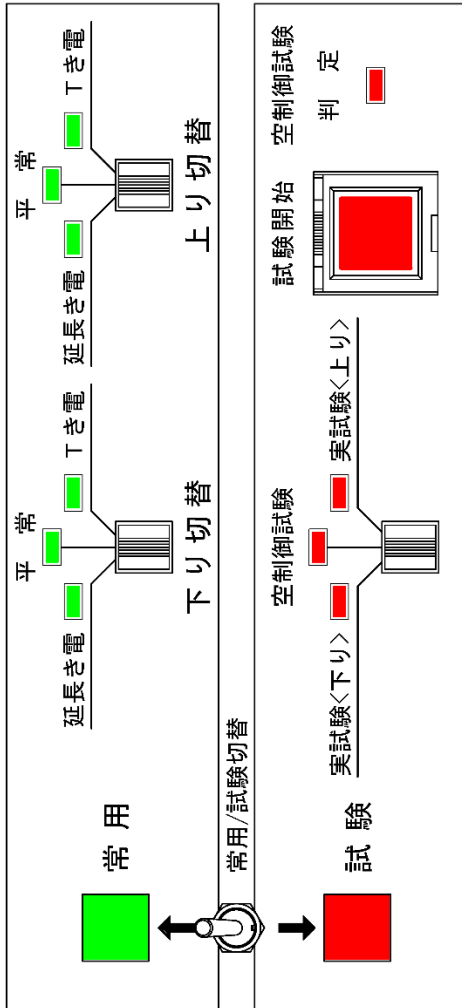 常用
平常
延長き電
Tき電
下り切替
平常
延長き電
Tき電
上り切替
常用/試験切替
試験
空制御試験
実試験<下り>
実試験<上り>
試験開始
空制御試験
判定